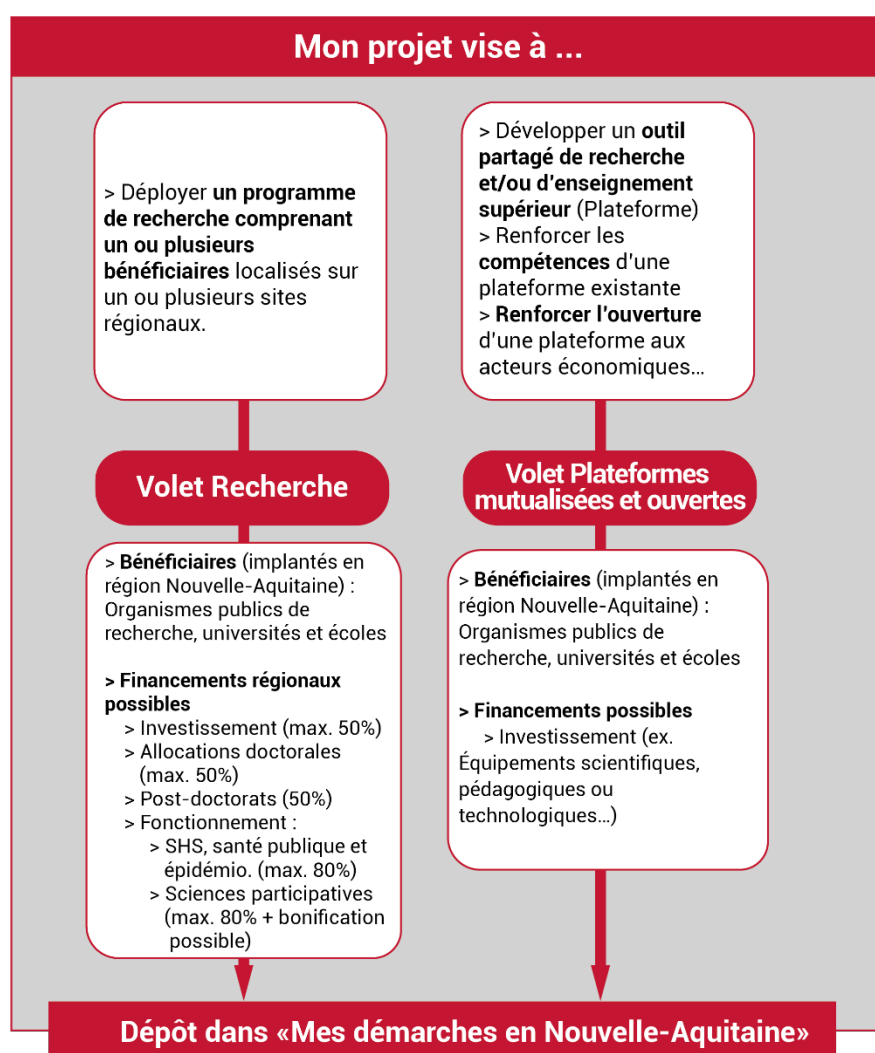 Mon projet vise à ...
> Déployer un programme
de recherche comprenant
un ou plusieurs
bénéficiaires localisés sur
un ou plusieurs sites
régionaux.
Volet Recherche
> Bénéficiaires (implantés en
région Nouvelle-Aquitaine) :
Organismes publics de
recherche, universités et écoles
> Financements régionaux
possibles
> Investissement (max. 50%)
> Allocations doctorales
(max. 50%)
> Post-doctorats (50%)
> Fonctionnement :
> SHS, santé publique et
épidémio. (max. 80%)
> Sciences participatives
(max. 80% + bonification
possible)
> Développer un outil
partagé de recherche
et/ou d'enseignement
supérieur (Plateforme)
> Renforcer les
compétences d'une
plateforme existante
> Renforcer l'ouverture
d'une plateforme aux
acteurs économiques…
Volet Plateformes
mutualisées et ouvertes
> Bénéficiaires (implantés en
région Nouvelle-Aquitaine) :
Organismes publics de
recherche, universités et écoles
> Financements possibles
> Investissement (ex.
Équipements scientifiques,
pédagogiques ou
technologiques…)
Dépôt dans «Mes démarches en Nouvelle-Aquitaine»